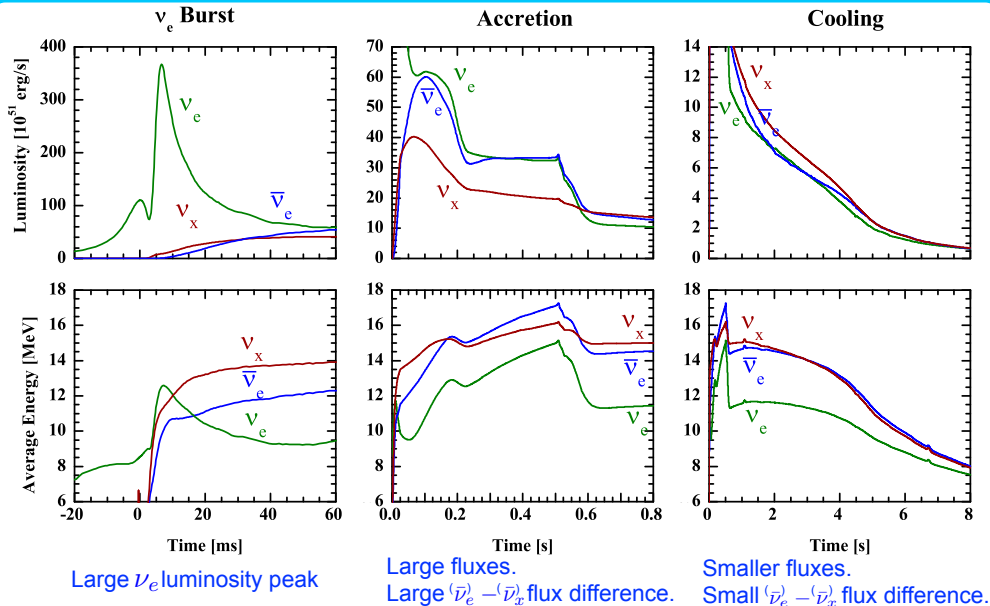 νₑ Burst
Accretion
Cooling
Luminosity [10⁵¹ erg/s]
400
300
200
100
0
νₑ
ν̄ₑ
νₓ
70
60
50
40
30
20
10
0
νₑ
ν̄ₑ
νₓ
14
12
10
8
6
4
2
0
νₓ
ν̄ₑ
νₑ
Average Energy [MeV]
18
16
14
12
10
8
6
νₓ
ν̄ₑ
νₑ
-20 0 20 40 60
Time [ms]
18
16
14
12
10
8
6
νₓ
ν̄ₑ
νₑ
0.0 0.2 0.4 0.6 0.8
Time [s]
18
16
14
12
10
8
6
νₓ
ν̄ₑ
νₑ
0 2 4 6 8
Time [s]
Large νₑ luminosity peak
Large fluxes.
Large ⁽ν̄ₑ⁾ −⁽ν̄ₓ⁾ flux difference.
Smaller fluxes.
Small ⁽ν̄ₑ⁾ −⁽ν̄ₓ⁾ flux difference.